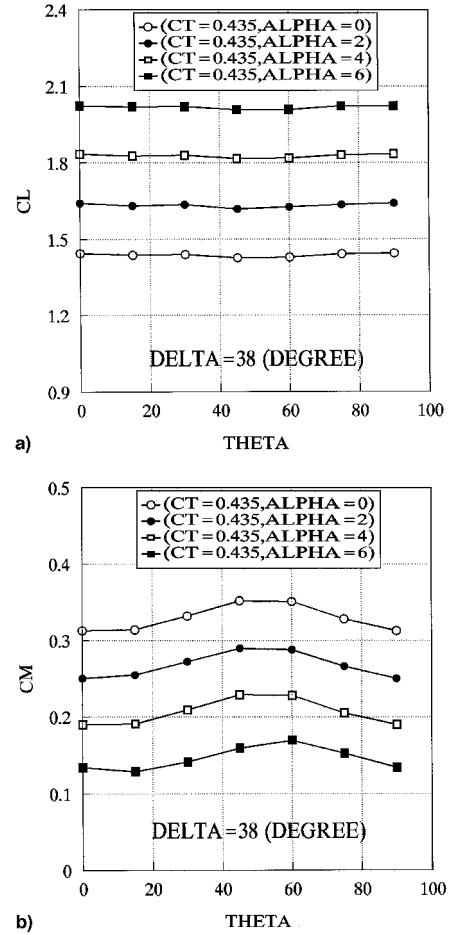 CL
2.4
2.1
1.8
1.5
1.2
0.9
(CT=0.435,ALPHA=0)
(CT=0.435,ALPHA=2)
(CT=0.435,ALPHA=4)
(CT=0.435,ALPHA=6)
DELTA=38 (DEGREE)
0 20 40 60 80 100
THETA
a)
CM
0.5
0.4
0.3
0.2
0.1
0
(CT=0.435,ALPHA=0)
(CT=0.435,ALPHA=2)
(CT=0.435,ALPHA=4)
(CT=0.435,ALPHA=6)
DELTA=38 (DEGREE)
0 20 40 60 80 100
THETA
b)